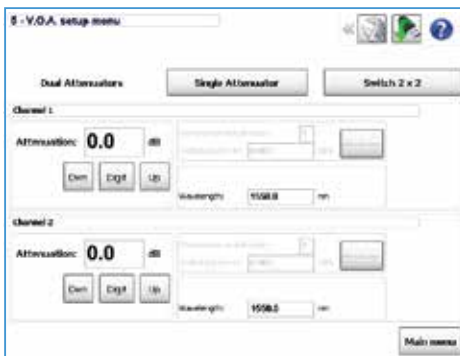 5 - V.O.A. setup menu
Dual Attenuators Single Attenuator Switch 2 x 2
Channel 1
Attenuation: 0.0 dB
Dwn Digit Up
Wavelength: 1550.0 nm
Channel 2
Attenuation: 0.0 dB
Dwn Digit Up
Wavelength: 1550.0 nm
Main menu